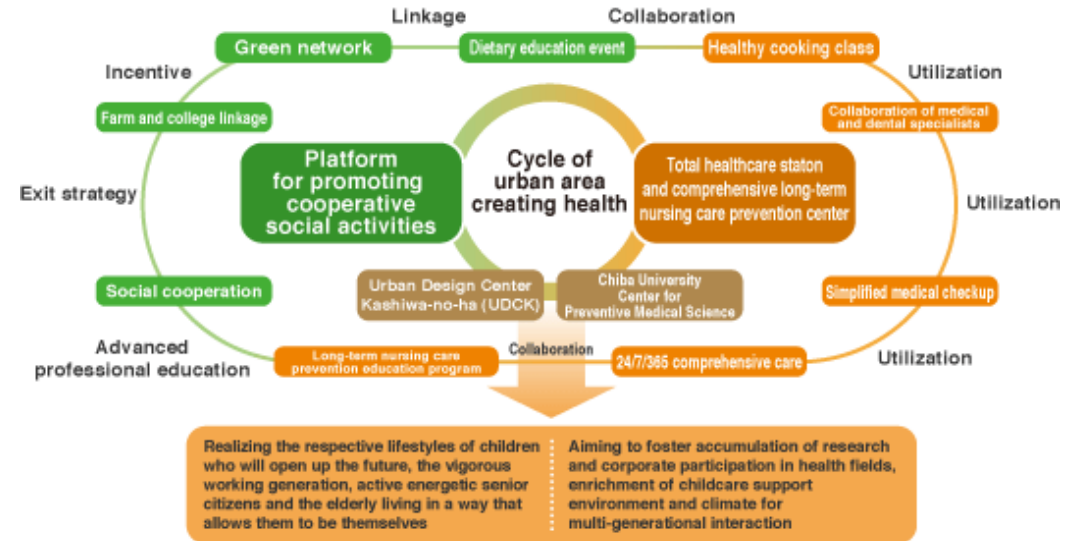 Linkage
Collaboration
Green network
Dietary education event
Healthy cooking class
Incentive
Utilization
Farm and college linkage
Collaboration of medical
and dental specialists
Platform
for promoting
cooperative
social activities
Cycle of
urban area
creating health
Total healthcare staton
and comprehensive long-term
nursing care prevention center
Exit strategy
Utilization
Social cooperation
Urban Design Center
Kashiwa-no-ha (UDCK)
Chiba University
Center for
Preventive Medical Science
Simplified medical checkup
Advanced
professional education
Long-term nursing care
prevention education program
Collaboration
24/7/365 comprehensive care
Utilization
Realizing the respective lifestyles of children
who will open up the future, the vigorous
working generation, active energetic senior
citizens and the elderly living in a way that
allows them to be themselves
Aiming to foster accumulation of research
and corporate participation in health fields,
enrichment of childcare support
environment and climate for
multi-generational interaction